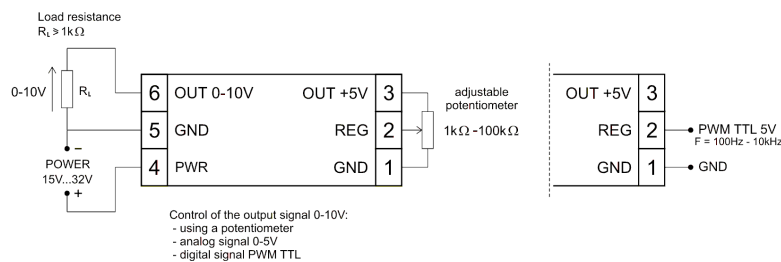 Load resistance
RL ⩾ 1kΩ
0-10V
RL
6 OUT 0-10V
5 GND
4 PWR
OUT +5V 3
REG 2
GND 1
adjustable
potentiometer
1kΩ -100kΩ
−
POWER
15V...32V
+
OUT +5V 3
REG 2
GND 1
PWM TTL 5V
F = 100Hz - 10kHz
GND
Control of the output signal 0-10V:
- using a potentiometer
- analog signal 0-5V
- digital signal PWM TTL